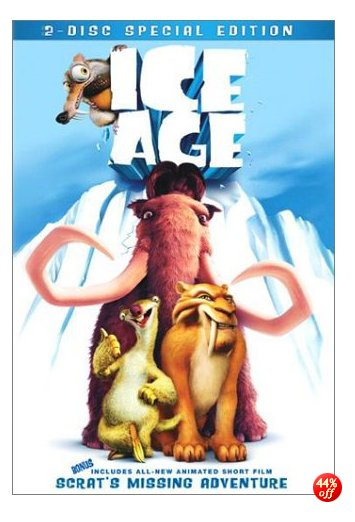 2-DISC SPECIAL EDITION
ICE
AGE
BONUS
INCLUDES ALL-NEW ANIMATED SHORT FILM
SCRAT'S MISSING ADVENTURE
44%
off